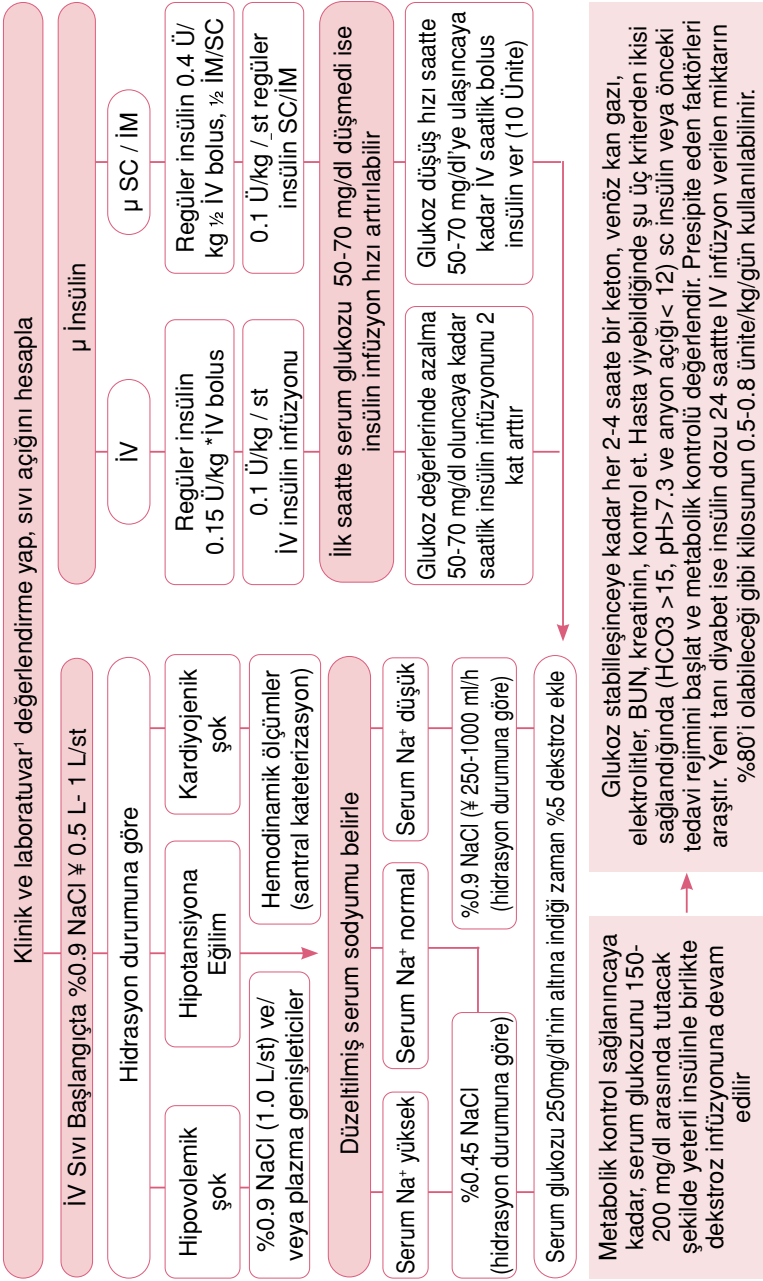 Klinik ve laboratuvar¹ değerlendirme yap, sıvı açığını hesapla
İV Sıvı Başlangıçta %0.9 NaCl ¥ 0.5 L- 1 L/st
Hidrasyon durumuna göre
Hipovolemik
şok
Hipotansiyona
Eğilim
Kardiyojenik
şok
%0.9 NaCl (1.0 L/st) ve/
veya plazma genişleticiler
Hemodinamik ölçümler
(santral kateterizasyon)
Düzeltilmiş serum sodyumu belirle
Serum Na⁺ yüksek
Serum Na⁺ normal
Serum Na⁺ düşük
%0.45 NaCl
(hidrasyon durumuna göre)
%0.9 NaCl (¥ 250-1000 ml/h
(hidrasyon durumuna göre)
Serum glukozu 250mg/dl'nin altına indiği zaman %5 dekstroz ekle
µ İnsülin
İV
µ SC / İM
Regüler insülin
0.15 Ü/kg *İV bolus
Regüler insülin 0.4 Ü/
kg ½ İV bolus, ½ İM/SC
0.1 Ü/kg / st
İV insülin infüzyonu
0.1 Ü/kg /_st regüler
insülin SC/İM
İlk saatte serum glukozu 50-70 mg/dl düşmedi ise
insülin infüzyon hızı artırılabilir
Glukoz değerlerinde azalma
50-70 mg/dl oluncaya kadar
saatlik insülin infüzyonunu 2
kat arttır
Glukoz düşüş hızı saatte
50-70 mg/dl'ye ulaşıncaya
kadar İV saatlik bolus
insülin ver (10 Ünite)
Metabolik kontrol sağlanıncaya
kadar, serum glukozunu 150-
200 mg/dl arasında tutacak
şekilde yeterli insülinle birlikte
dekstroz infüzyonuna devam
edilir
Glukoz stabilleşinceye kadar her 2-4 saate bir keton, venöz kan gazı,
elektrolitler, BUN, kreatinin, kontrol et. Hasta yiyebildiğinde şu üç kriterden ikisi
sağlandığında (HCO3 >15, pH>7.3 ve anyon açığı< 12) sc insülin veya önceki
tedavi rejimini başlat ve metabolik kontrolü değerlendir. Presipite eden faktörleri
araştır. Yeni tanı diyabet ise insülin dozu 24 saattte IV infüzyon verilen miktarın
%80'i olabileceği gibi kilosunun 0.5-0.8 ünite/kg/gün kullanılabilinir.